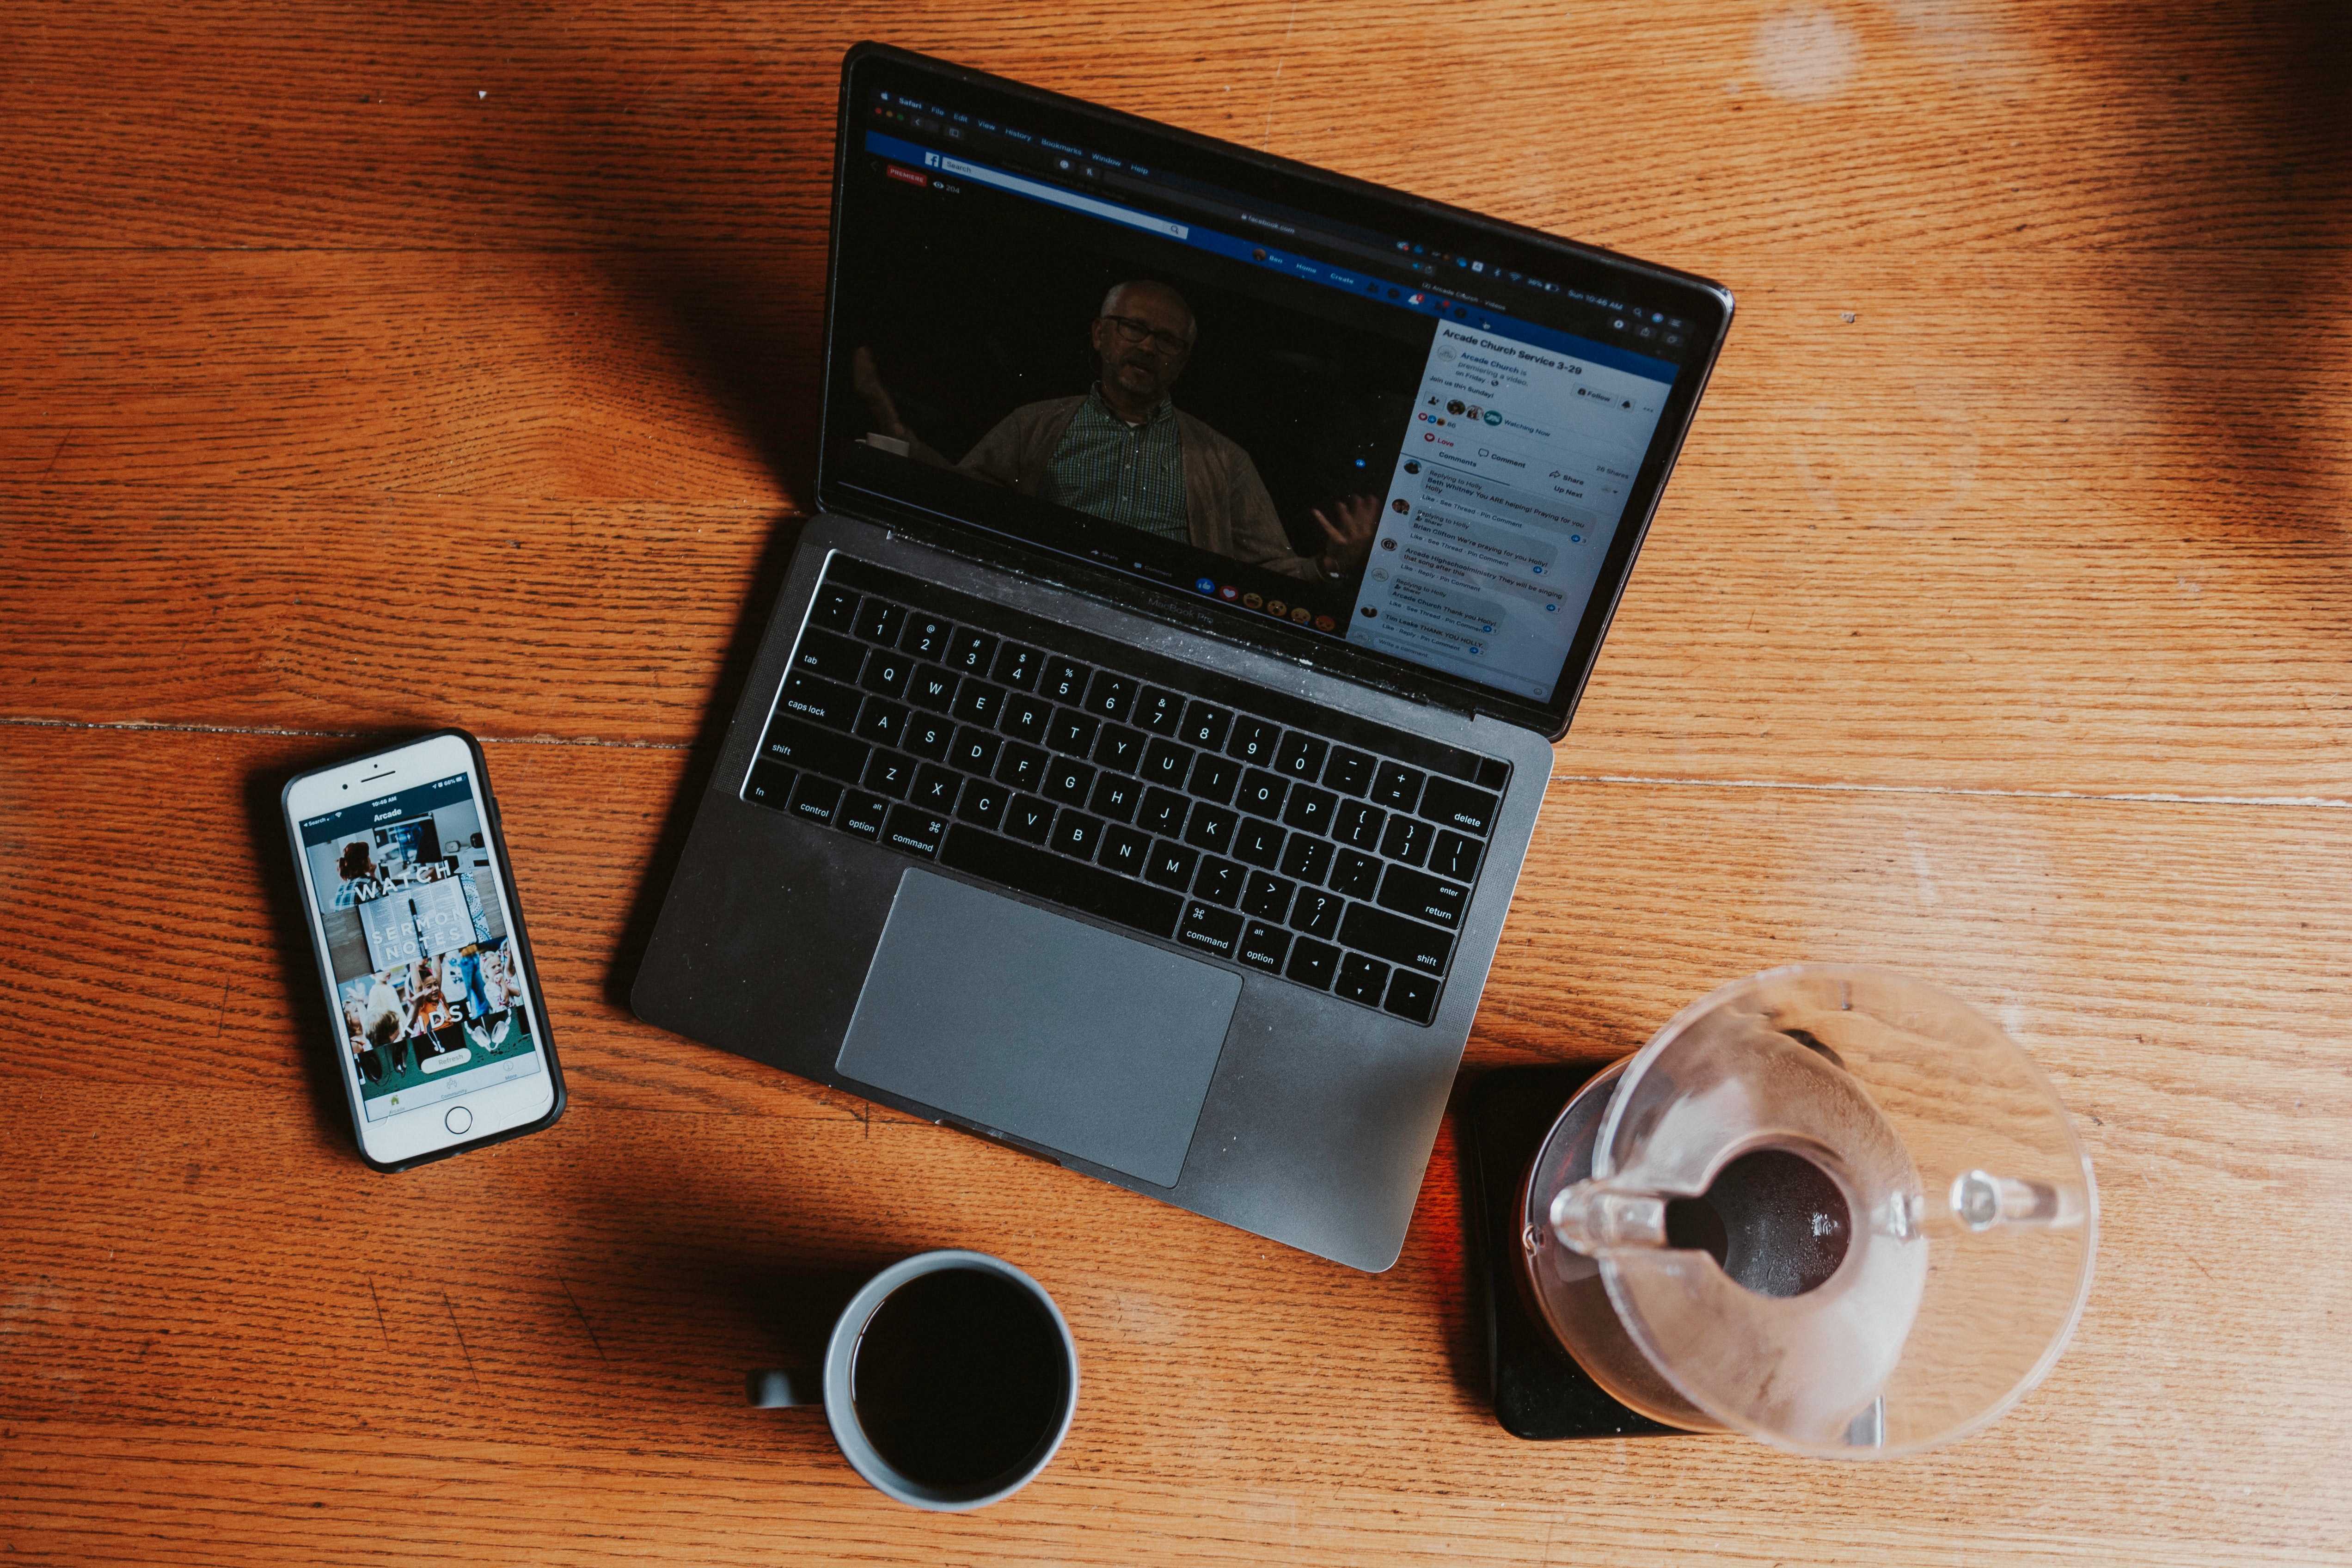 Safari File Edit View History Bookmarks Window Help
Sun 10:46 AM
facebook.com
Arcade Church - Videos
Search
Ben Home Create
PREMIERE 204
Arcade Church Service 3-29
Arcade Church is
premiering a video.
on Friday
Follow
Join us this Sunday!
Watching Now
86
26 Shares
Love Comment Share
Comments Up Next
Replying to Holly
Beth Whitney You ARE helping! Praying for you
Holly
Like · See Thread · Pin Comment
Replying to Holly
Sharer
Brian Clifton We're praying for you Holly!
Like · See Thread · Pin Comment
Arcade Highschoolministry They will be singing
that song after this
Like · Reply · Pin Comment
Replying to Holly
Sharer
Arcade Church Thank you Holly!
Like · See Thread · Pin Comment
Tim Leake THANK YOU HOLLY
Like · Reply · Pin Comment
Write a comment
Share
MacBook Pro
~ ` ! 1 @ 2 # 3 $ 4 % 5 ^ 6 & 7 * 8 ( 9 ) 0 _ - + = delete
tab Q W E R T Y U I O P { [ } ] | \
caps lock A S D F G H J K L : ; " ' enter return
shift Z X C V B N M < , > . ? / shift
fn control alt option command command alt option
Search
10:46 AM
60%
Arcade
WATCH
SERMON
NOTES
KIDS!
Refresh
Arcade Community More